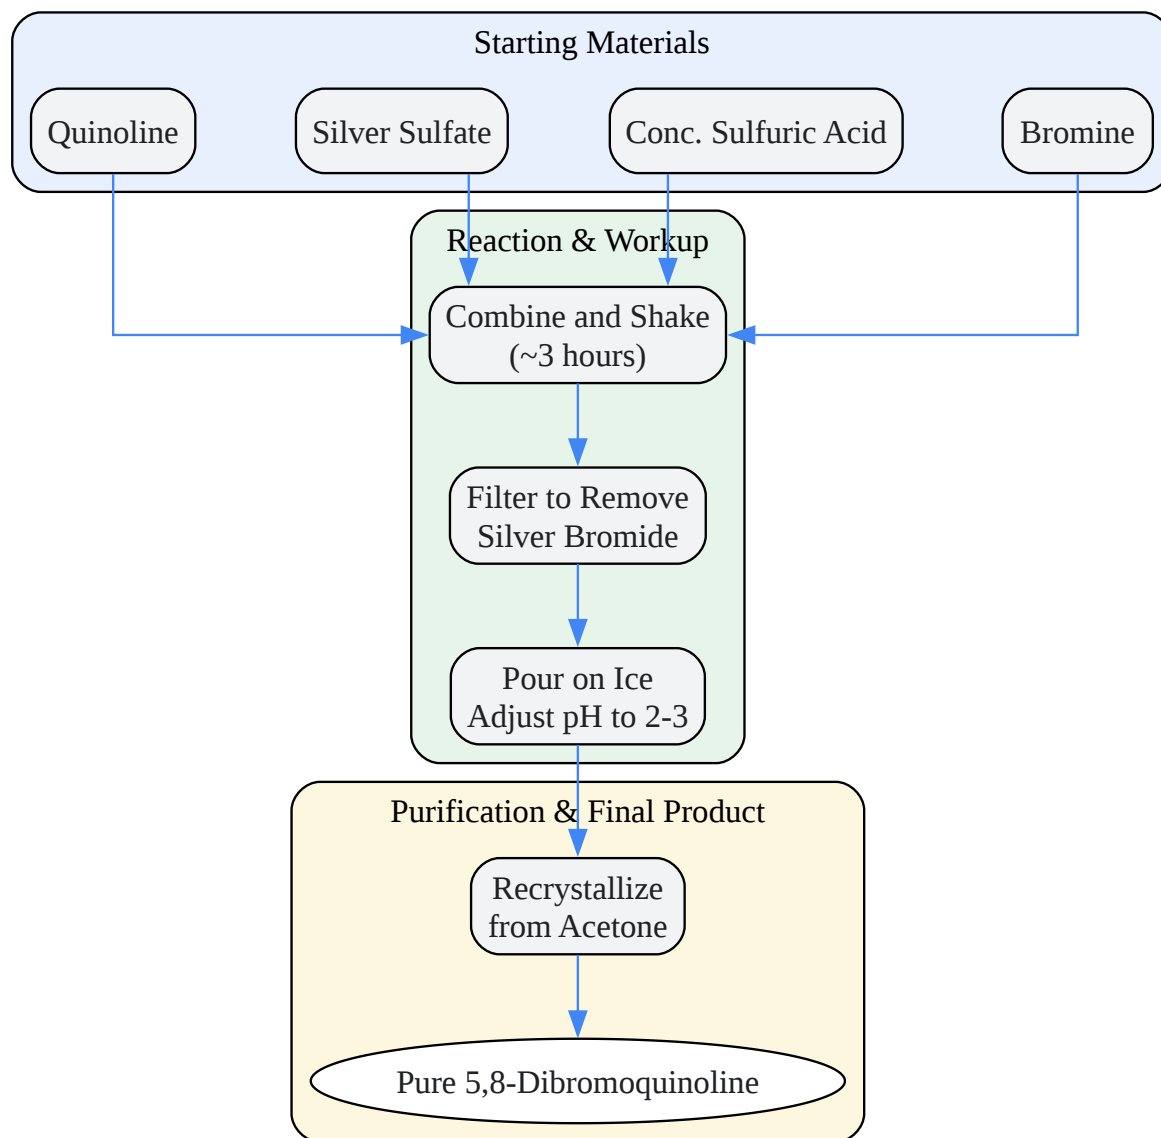 Starting Materials
Quinoline
Silver Sulfate
Conc. Sulfuric Acid
Bromine
Reaction & Workup
Combine and Shake
(~3 hours)
Filter to Remove
Silver Bromide
Pour on Ice
Adjust pH to 2-3
Purification & Final Product
Recrystallize
from Acetone
Pure 5,8-Dibromoquinoline